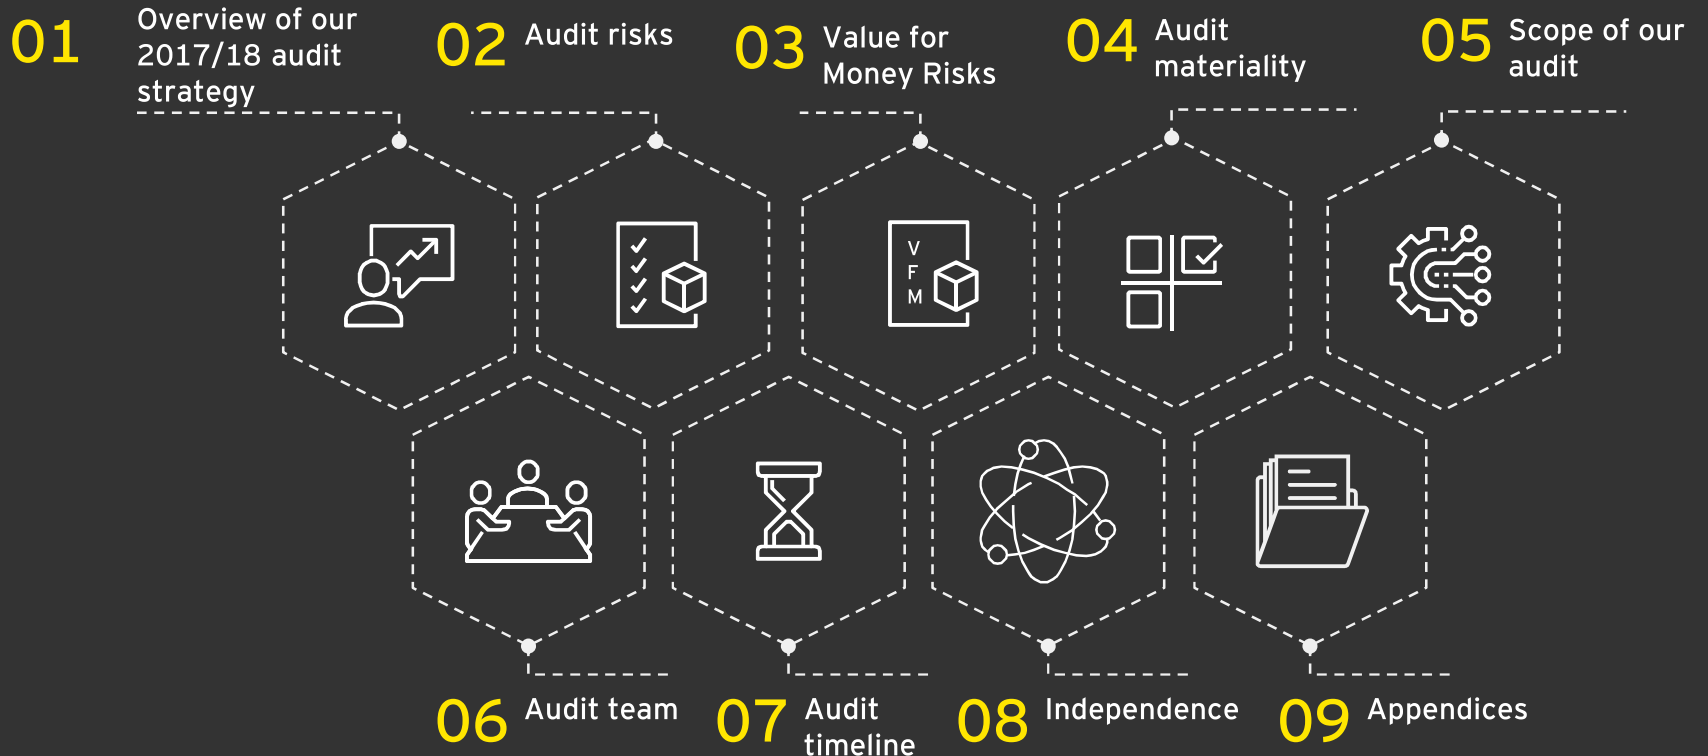 01
Overview of our
2017/18 audit
strategy
02
Audit risks
03
Value for
Money Risks
04
Audit
materiality
05
Scope of our
audit
V
F
M
06
Audit team
07
Audit
timeline
08
Independence
09
Appendices